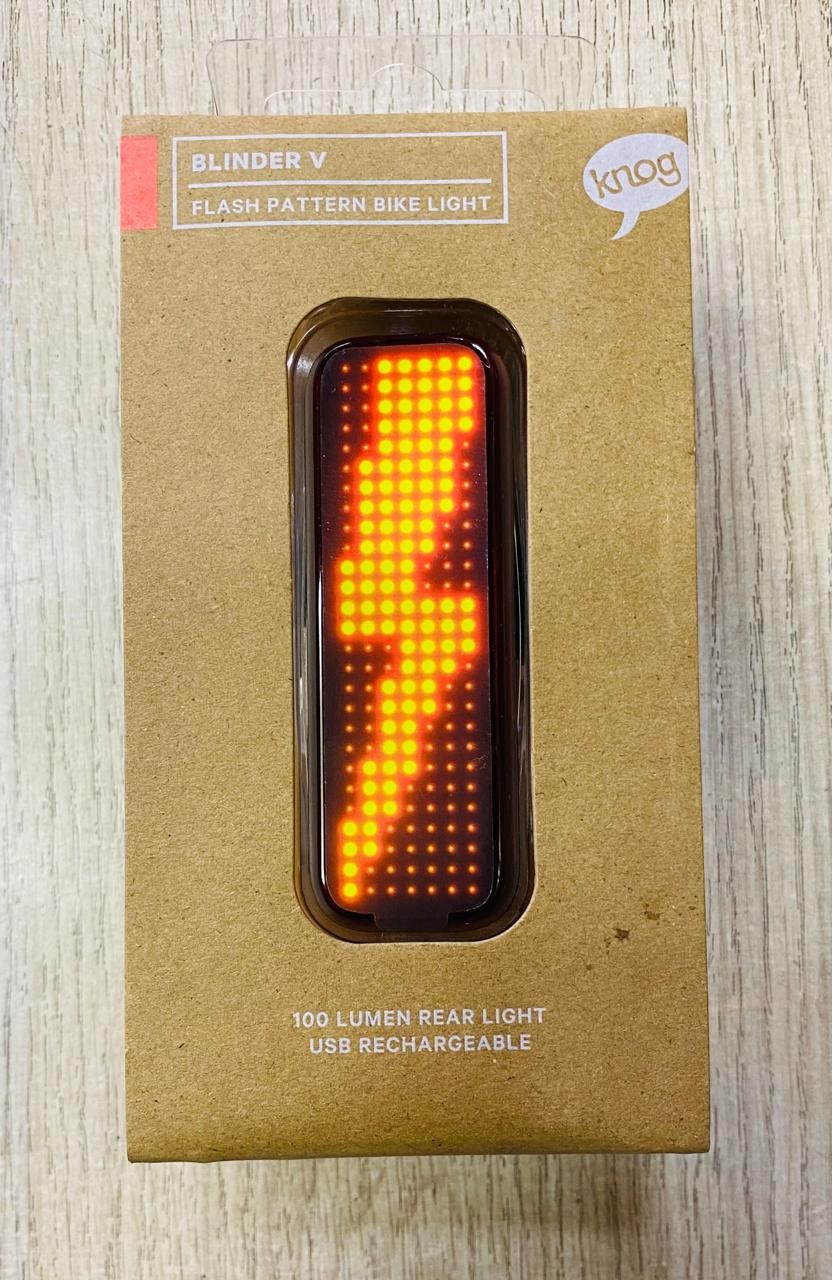 BLINDER V
FLASH PATTERN BIKE LIGHT
knog
100 LUMEN REAR LIGHT
USB RECHARGEABLE